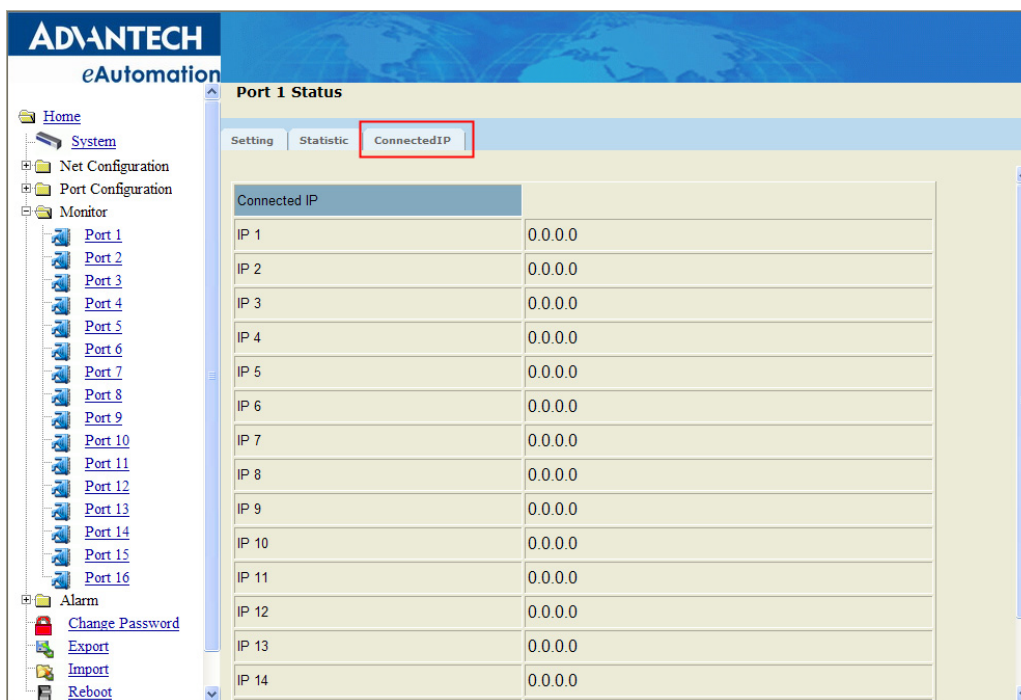 ADVANTECH
eAutomation
Home
System
Net Configuration
Port Configuration
Monitor
Port 1
Port 2
Port 3
Port 4
Port 5
Port 6
Port 7
Port 8
Port 9
Port 10
Port 11
Port 12
Port 13
Port 14
Port 15
Port 16
Alarm
Change Password
Export
Import
Reboot
Port 1 Status
Setting Statistic ConnectedIP
Connected IP
IP 1 0.0.0.0
IP 2 0.0.0.0
IP 3 0.0.0.0
IP 4 0.0.0.0
IP 5 0.0.0.0
IP 6 0.0.0.0
IP 7 0.0.0.0
IP 8 0.0.0.0
IP 9 0.0.0.0
IP 10 0.0.0.0
IP 11 0.0.0.0
IP 12 0.0.0.0
IP 13 0.0.0.0
IP 14 0.0.0.0